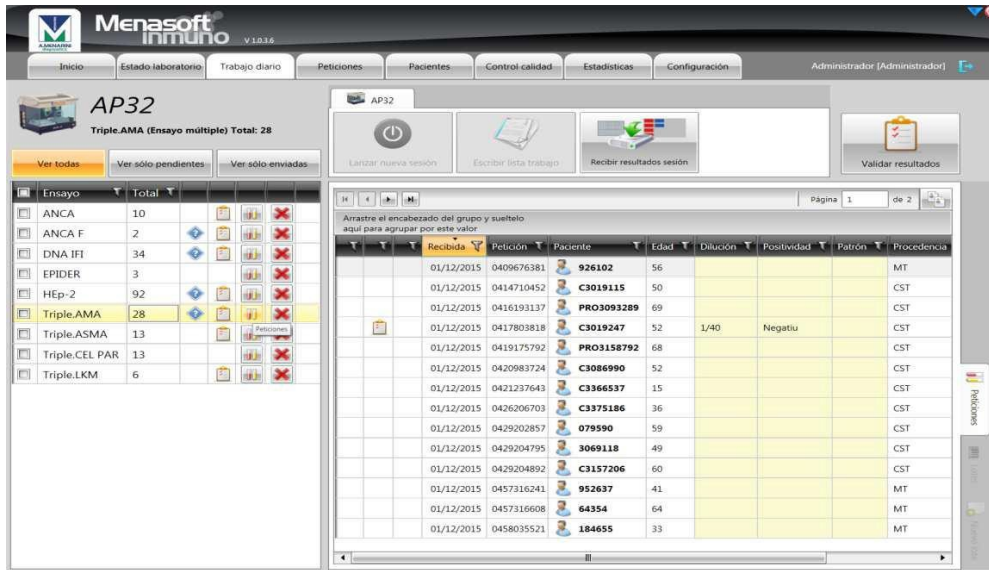 Menasoft
inmuno V 1.0.3.6
A. MENARINI
diagnostics
Inicio Estado laboratorio Trabajo diario Peticiones Pacientes Control calidad Estadísticas Configuración Administrador [Administrador]
AP32
Triple.AMA (Ensayo múltiple) Total: 28
Ver todas Ver sólo pendientes Ver sólo enviadas
Ensayo Total
ANCA 10
ANCA F 2
DNA IFI 34
EPIDER 3
HEp-2 92
Triple.AMA 28
Peticiones
Triple.ASMA 13
Triple.CEL PAR 13
Triple.LKM 6
AP32
Lanzar nueva sesión Escribir lista trabajo Recibir resultados sesión Validar resultados
Página 1 de 2
Arrastre el encabezado del grupo y sueltelo
aquí para agrupar por este valor
Recibida Petición Paciente Edad Dilución Positividad Patrón Procedencia
01/12/2015 0409676381 926102 56 MT
01/12/2015 0414710452 C3019115 50 CST
01/12/2015 0416193137 PRO3093289 69 CST
01/12/2015 0417803818 C3019247 52 1/40 Negatiu CST
01/12/2015 0419175792 PRO3158792 68 CST
01/12/2015 0420983724 C3086990 52 CST
01/12/2015 0421237643 C3366537 15 CST
01/12/2015 0426206703 C3375186 36 CST
01/12/2015 0429202857 079590 59 CST
01/12/2015 0429204795 3069118 49 CST
01/12/2015 0429204892 C3157206 60 CST
01/12/2015 0457316241 952637 41 MT
01/12/2015 0457316608 64354 64 MT
01/12/2015 0458035521 184655 33 MT
Peticiones